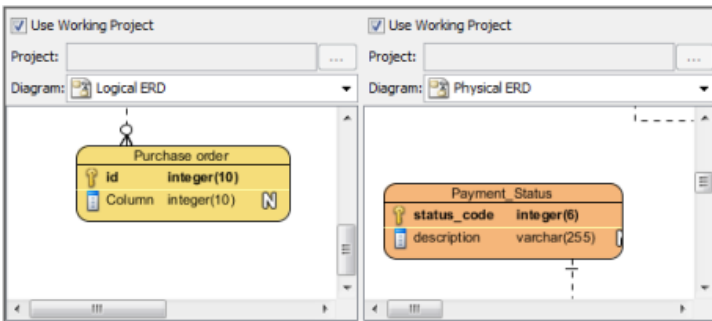 Use Working Project
Project:
...
Diagram: Logical ERD
Purchase order
id integer(10)
Column integer(10) N
Use Working Project
Project:
...
Diagram: Physical ERD
Payment_Status
status_code integer(6)
description varchar(255)